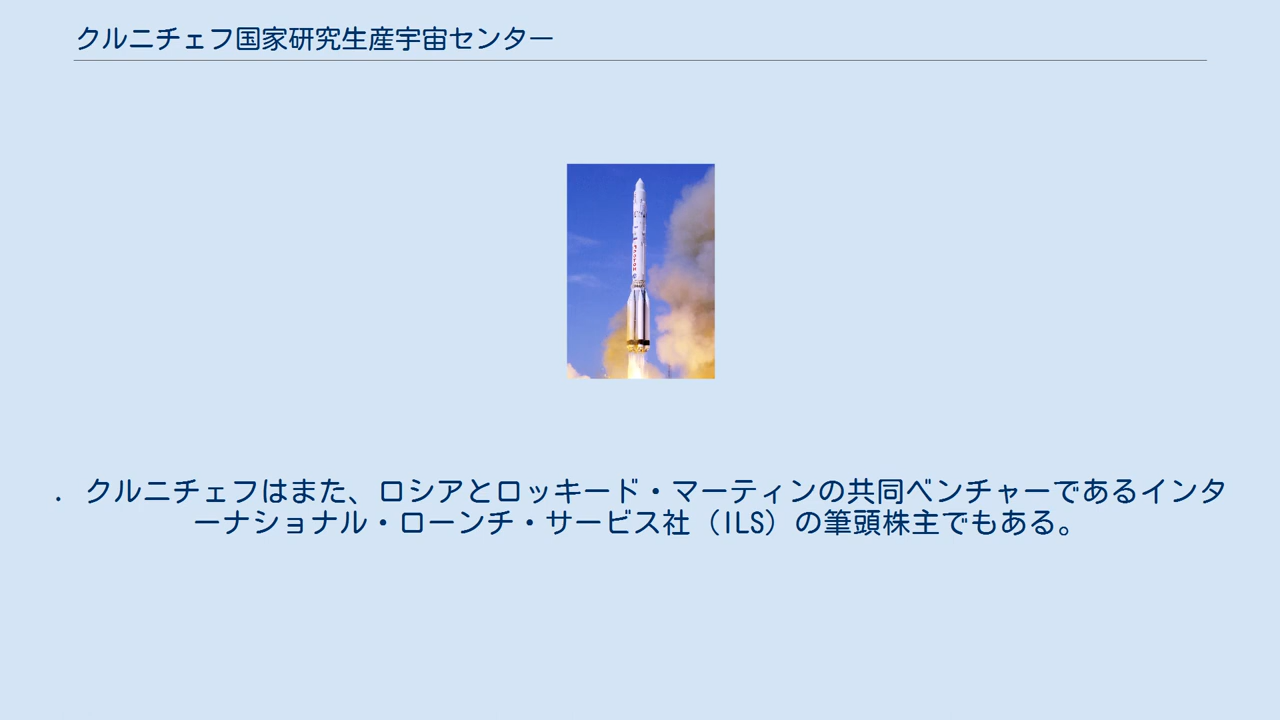 クルニチェフ国家研究生産宇宙センター
. クルニチェフはまた、ロシアとロッキード・マーティンの共同ベンチャーであるインタ
ーナショナル・ローンチ・サービス社（ILS）の筆頭株主でもある。